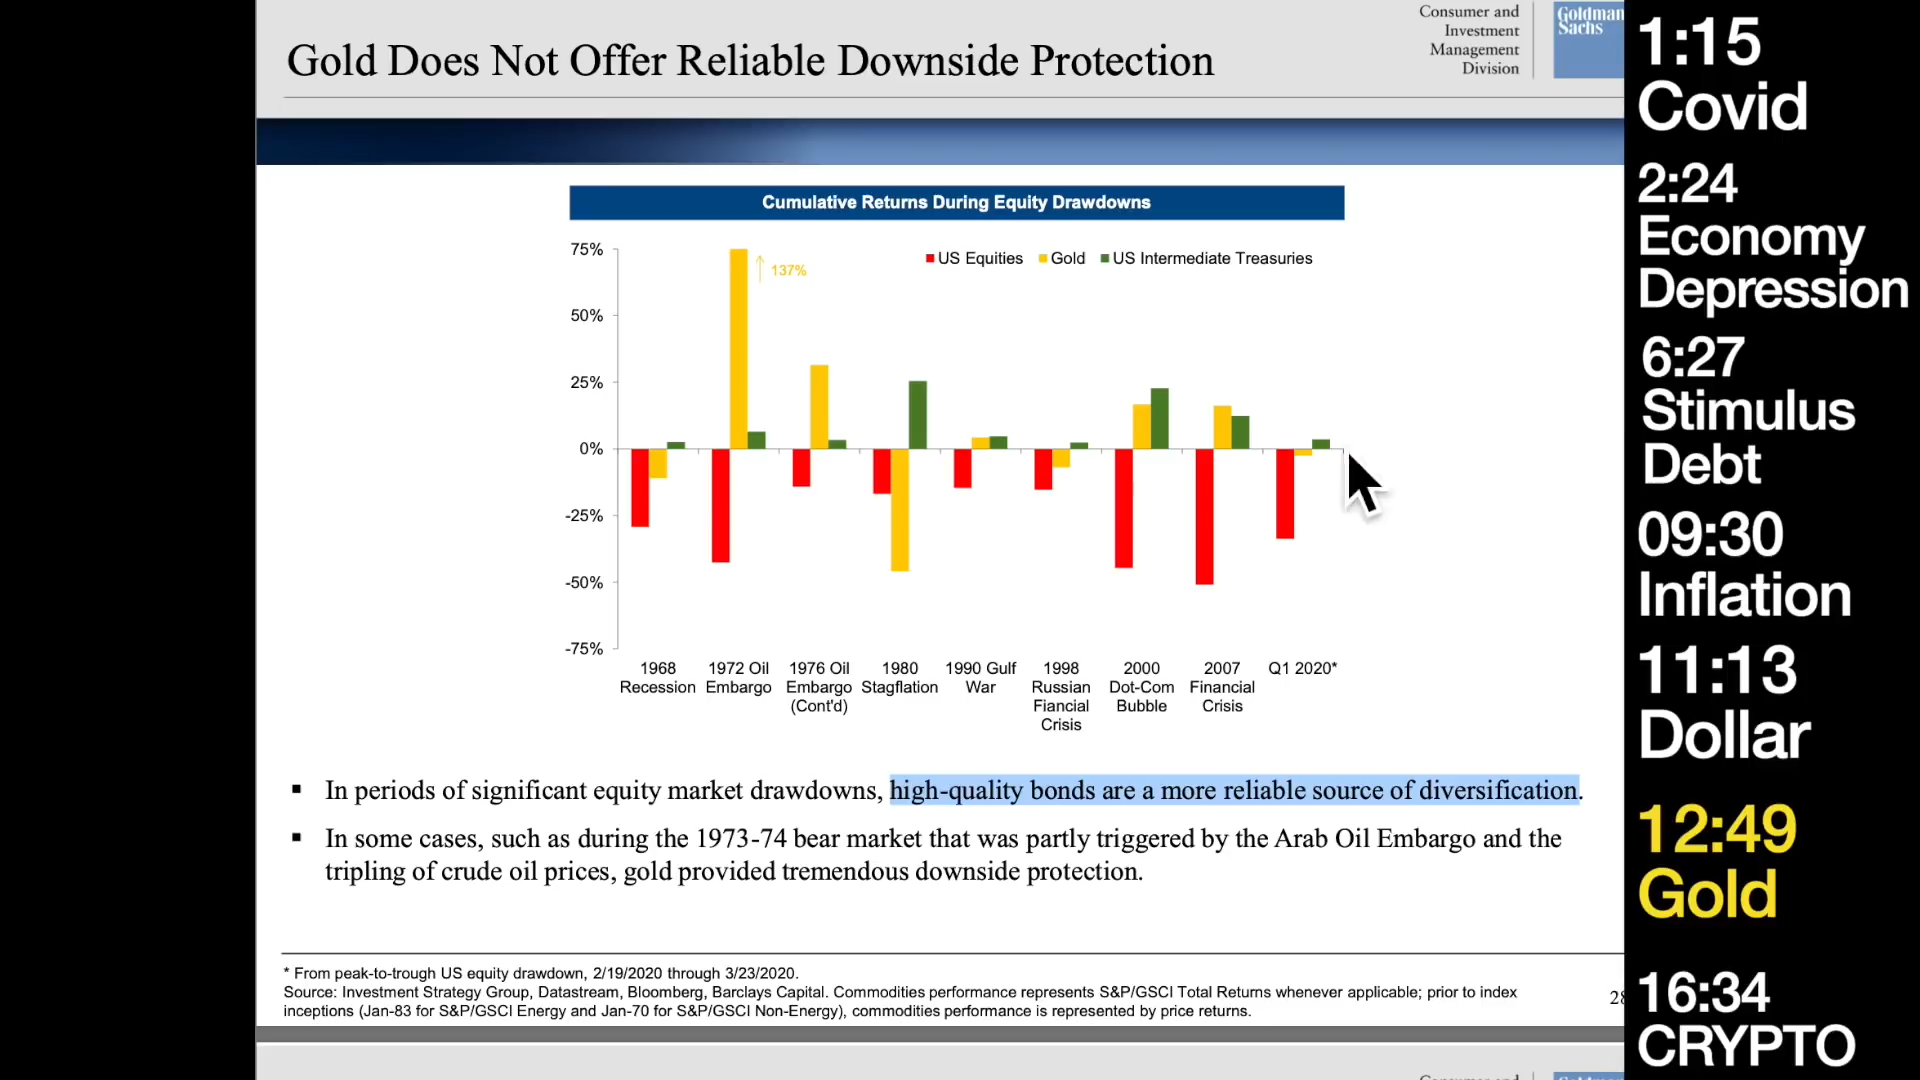 Gold Does Not Offer Reliable Downside Protection
Consumer and
Investment
Management
Division
Goldman
Sachs
Cumulative Returns During Equity Drawdowns
75%
50%
25%
0%
-25%
-50%
-75%
137%
US Equities Gold US Intermediate Treasuries
1968
Recession
1972 Oil
Embargo
1976 Oil
Embargo
(Cont'd)
1980
Stagflation
1990 Gulf
War
1998
Russian
Fiancial
Crisis
2000
Dot-Com
Bubble
2007
Financial
Crisis
Q1 2020*
▪ In periods of significant equity market drawdowns, high-quality bonds are a more reliable source of diversification.
▪ In some cases, such as during the 1973-74 bear market that was partly triggered by the Arab Oil Embargo and the
tripling of crude oil prices, gold provided tremendous downside protection.
* From peak-to-trough US equity drawdown, 2/19/2020 through 3/23/2020.
Source: Investment Strategy Group, Datastream, Bloomberg, Barclays Capital. Commodities performance represents S&P/GSCI Total Returns whenever applicable; prior to index
inceptions (Jan-83 for S&P/GSCI Energy and Jan-70 for S&P/GSCI Non-Energy), commodities performance is represented by price returns.
1:15
Covid
2:24
Economy
Depression
6:27
Stimulus
Debt
09:30
Inflation
11:13
Dollar
12:49
Gold
16:34
CRYPTO